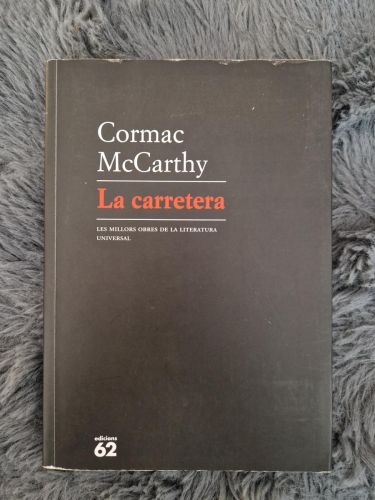 Cormac
McCarthy
La carretera
LES MILLORS OBRES DE LA LITERATURA
UNIVERSAL
edicions
62